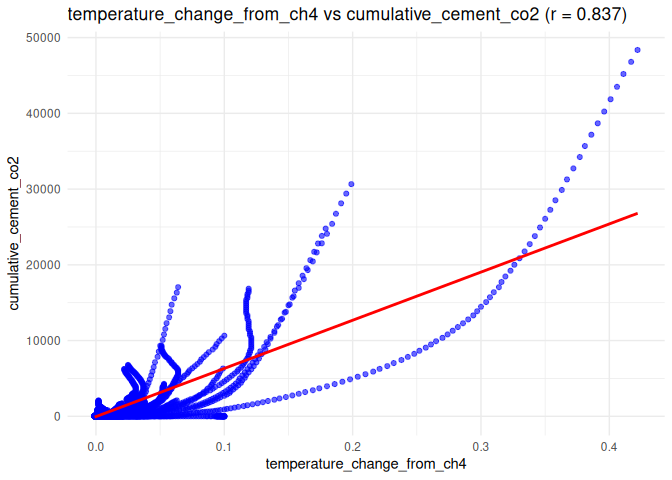 temperature_change_from_ch4 vs cumulative_cement_co2 (r = 0.837)
50000
40000
30000
20000
10000
0
cumulative_cement_co2
0.0 0.1 0.2 0.3 0.4
temperature_change_from_ch4